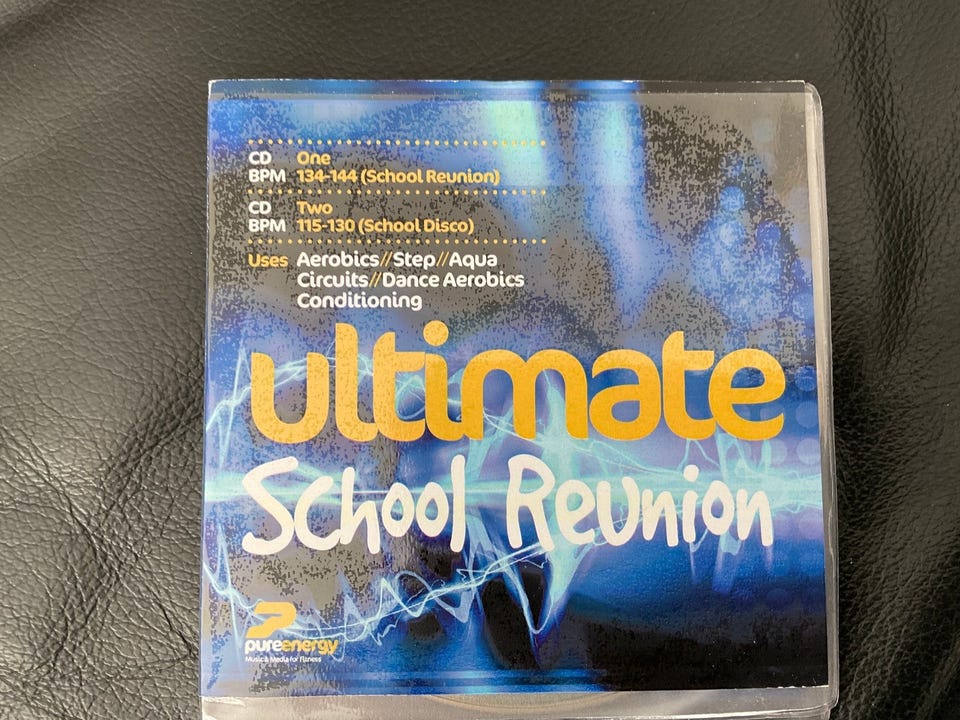 CD One
BPM 134-144 (School Reunion)
CD Two
BPM 115-130 (School Disco)
Uses Aerobics//Step//Aqua
Circuits//Dance Aerobics
Conditioning
ultimate
School Reunion
pureenergy
Music & Media for Fitness